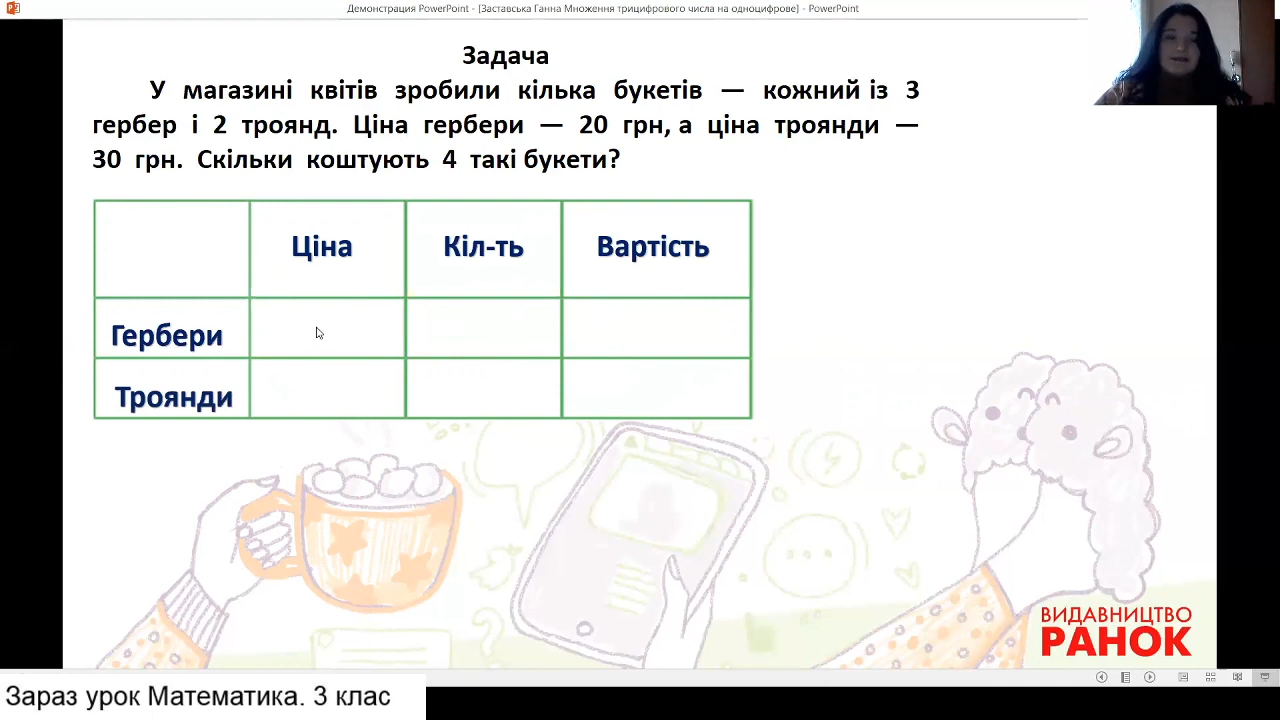 Демонстрация PowerPoint - [Заставська Ганна Множення трицифрового числа на одноцифрове] - PowerPoint
Задача
У магазині квітів зробили кілька букетів — кожний із 3
гербер і 2 троянд. Ціна гербери — 20 грн, а ціна троянди —
30 грн. Скільки коштують 4 такі букети?
Ціна Кіл-ть Вартість
Гербери
Троянди
ВИДАВНИЦТВО
РАНОК
Зараз урок Математика. 3 клас